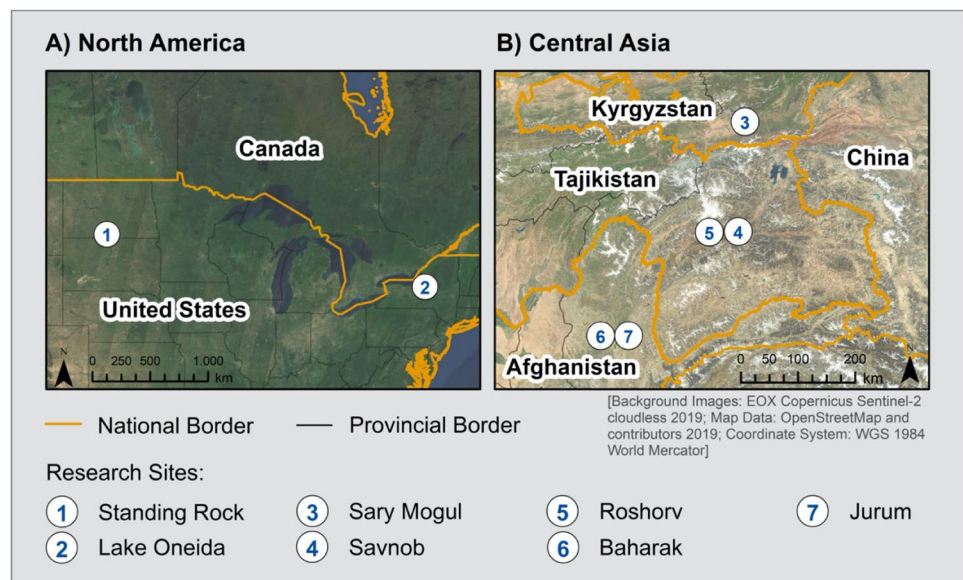 A) North America
B) Central Asia
Canada
1
2
United States
N
0 250 500 1.000
km
Kyrgyzstan
3
China
Tajikistan
5 4
6 7
Afghanistan
N
0 50 100 200
km
National Border
Provincial Border
[Background Images: EOX Copernicus Sentinel-2
cloudless 2019; Map Data: OpenStreetMap and
contributors 2019; Coordinate System: WGS 1984
World Mercator]
Research Sites:
1 Standing Rock
3 Sary Mogul
5 Roshorv
7 Jurum
2 Lake Oneida
4 Savnob
6 Baharak